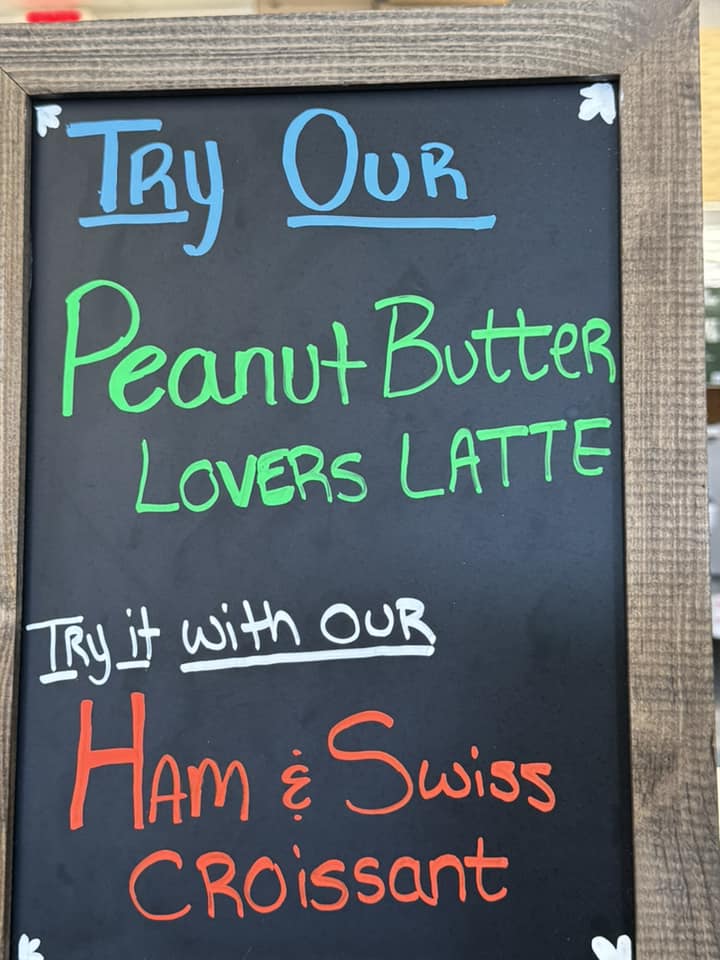 Try Our
Peanut Butter
LOVERS LATTE
Try it with OUR
Ham & Swiss
CROissant